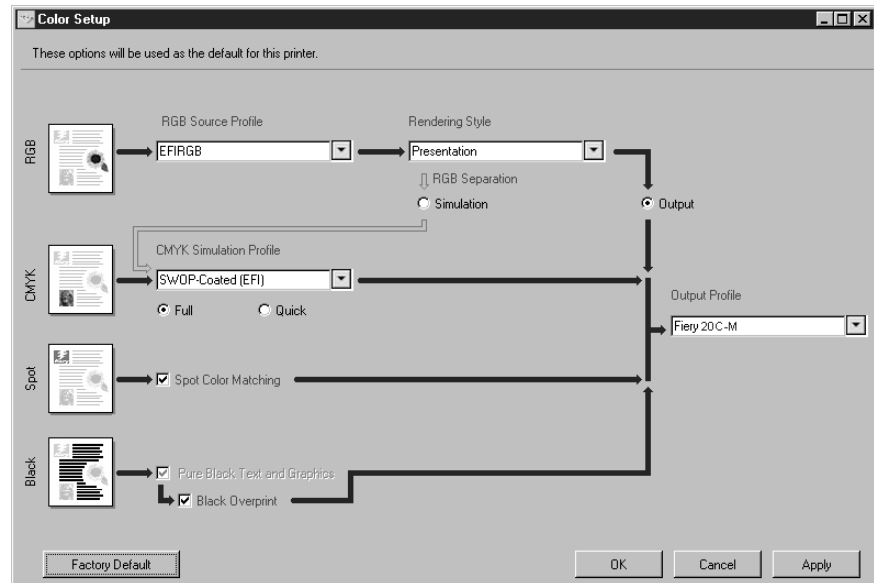 Color Setup
These options will be used as the default for this printer.
RGB
RGB Source Profile
EFIRGB
Rendering Style
Presentation
RGB Separation
Simulation
Output
CMYK
CMYK Simulation Profile
SWOP-Coated (EFI)
Full
Quick
Output Profile
Fiery 20C-M
Spot
Spot Color Matching
Black
Pure Black Text and Graphics
Black Overprint
Factory Default
OK
Cancel
Apply